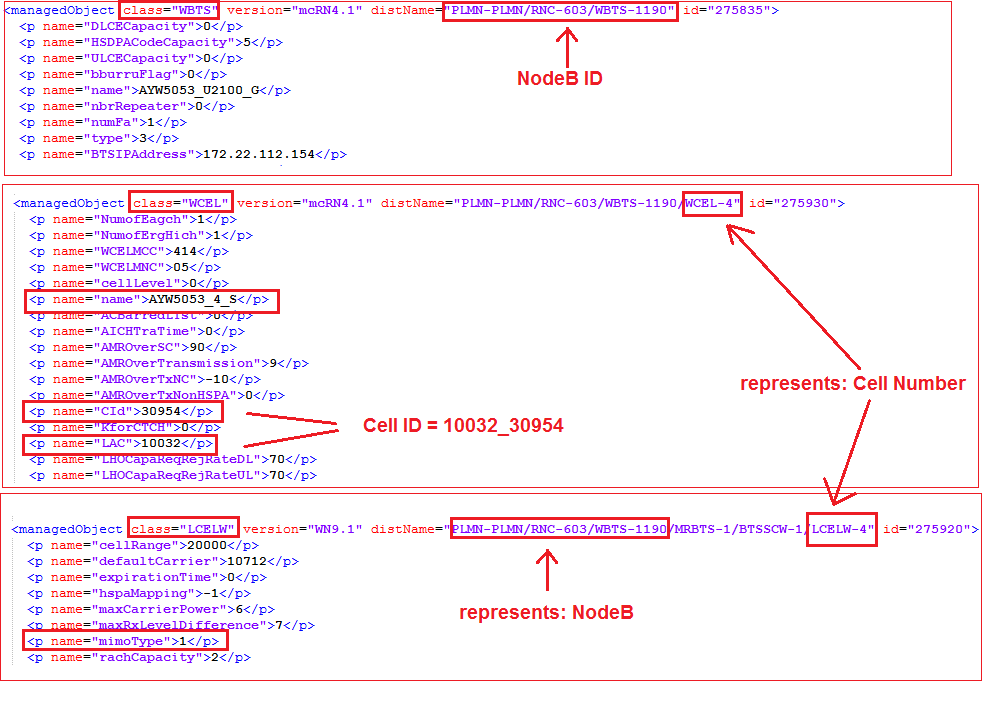 <managedObject class="WBTS" version="mcRN4.1" distName="PLMN-PLMN/RNC-603/WBTS-1190" id="275835">
<p name="DLCECapacity">0</p>
<p name="HSDPACodeCapacity">5</p>
<p name="ULCECapacity">0</p>
<p name="bburruFlag">0</p>
<p name="name">AYW5053_U2100_G</p>
<p name="nbrRepeater">0</p>
<p name="numFa">1</p>
<p name="type">3</p>
<p name="BTSIPAddress">172.22.112.154</p>
NodeB ID
<managedObject class="WCEL" version="mcRN4.1" distName="PLMN-PLMN/RNC-603/WBTS-1190/WCEL-4" id="275930">
<p name="NumofEagch">1</p>
<p name="NumofErgHich">1</p>
<p name="WCELMCC">414</p>
<p name="WCELMNC">05</p>
<p name="cellLevel">0</p>
<p name="name">AYW5053_4_S</p>
<p name="ACBarredList">0</p>
<p name="AICHTraTime">0</p>
<p name="AMROverSC">90</p>
<p name="AMROverTransmission">9</p>
<p name="AMROverTxNC">-10</p>
<p name="AMROverTxNonHSPA">0</p>
<p name="CId">30954</p>
<p name="KforCTCH">0</p>
<p name="LAC">10032</p>
<p name="LHOCapaReqRejRateDL">70</p>
<p name="LHOCapaReqRejRateUL">70</p>
represents: Cell Number
Cell ID = 10032_30954
<managedObject class="LCELW" version="WN9.1" distName="PLMN-PLMN/RNC-603/WBTS-1190/MRBTS-1/BTSSCW-1/LCELW-4" id="275920">
<p name="cellRange">20000</p>
<p name="defaultCarrier">10712</p>
<p name="expirationTime">0</p>
<p name="hspaMapping">-1</p>
<p name="maxCarrierPower">6</p>
<p name="maxRxLevelDifference">7</p>
<p name="mimoType">1</p>
<p name="rachCapacity">2</p>
represents: NodeB